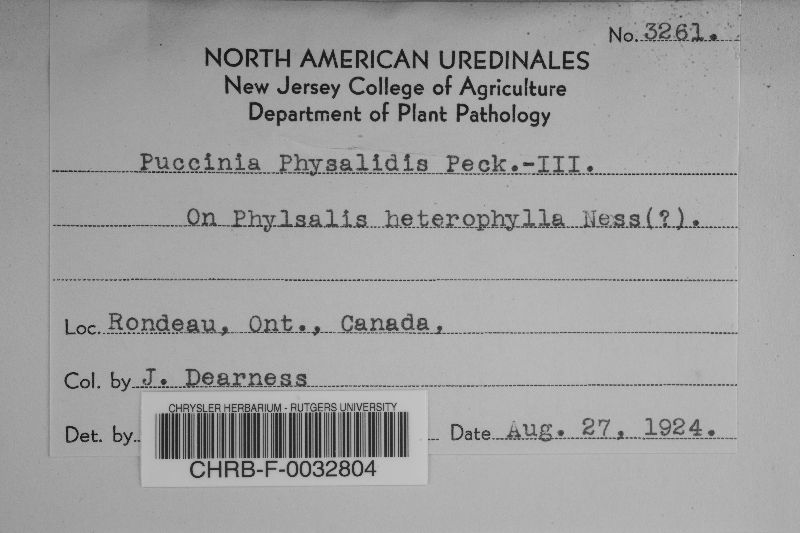 No. 3261.
NORTH AMERICAN UREDINALES
New Jersey College of Agriculture
Department of Plant Pathology
Puccinia Physalidis Peck.-III.
On Phylsalis heterophylla Ness(?).
Loc. Rondeau, Ont., Canada,
Col. by J. Dearness
Det. by
Date Aug. 27, 1924.
CHRYSLER HERBARIUM - RUTGERS UNIVERSITY
CHRB-F-0032804